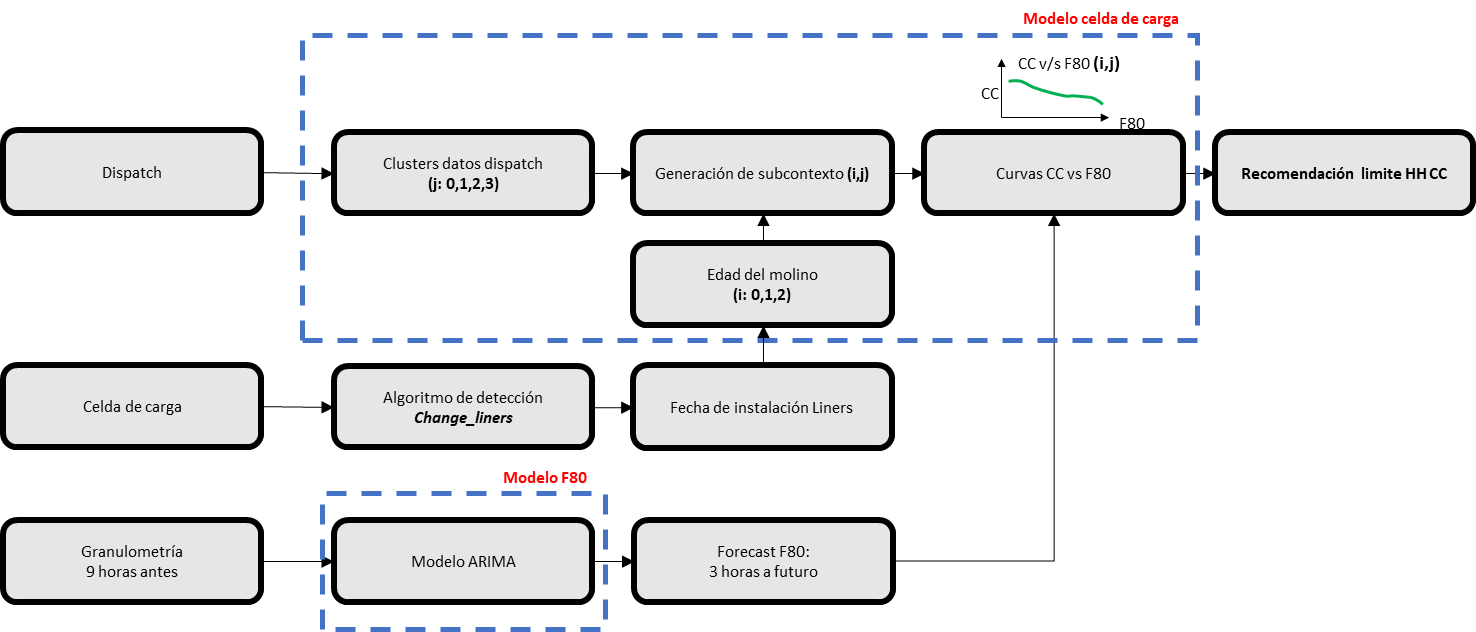 Modelo celda de carga
CC v/s F80 (i,j)
CC
F80
Dispatch
Clusters datos dispatch
(j: 0,1,2,3)
Generación de subcontexto (i,j)
Curvas CC vs F80
Recomendación limite HH CC
Edad del molino
(i: 0,1,2)
Celda de carga
Algoritmo de detección
Change_liners
Fecha de instalación Liners
Modelo F80
Granulometría
9 horas antes
Modelo ARIMA
Forecast F80:
3 horas a futuro